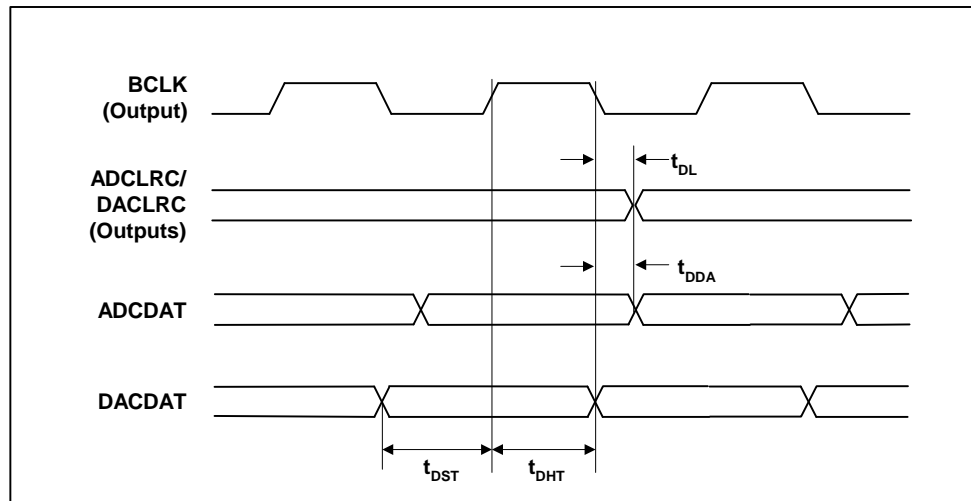 BCLK
(Output)
t_DL
ADCLRC/
DACLRC
(Outputs)
t_DDA
ADCDAT
DACDAT
t_DST
t_DHT